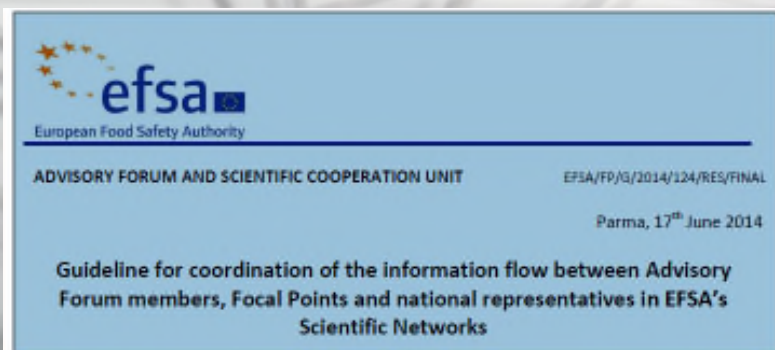 efsa
European Food Safety Authority
ADVISORY FORUM AND SCIENTIFIC COOPERATION UNIT EFSA/FP/G/2014/124/RES/FINAL
Parma, 17th June 2014
Guideline for coordination of the information flow between Advisory
Forum members, Focal Points and national representatives in EFSA's
Scientific Networks